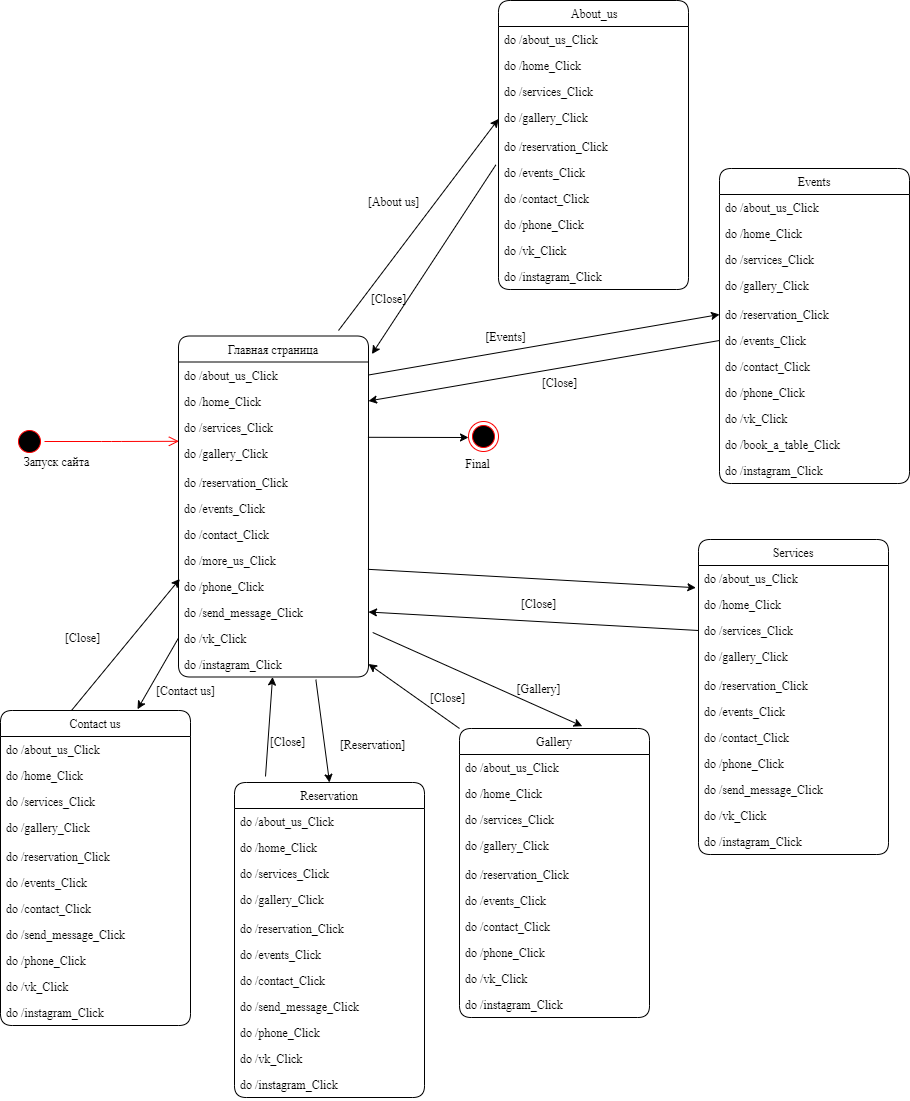 About_us
do /about_us_Click
do /home_Click
do /services_Click
do /gallery_Click
do /reservation_Click
do /events_Click
do /contact_Click
do /phone_Click
do /vk_Click
do /instagram_Click
[About us]
[Close]
Events
do /about_us_Click
do /home_Click
do /services_Click
do /gallery_Click
do /reservation_Click
do /events_Click
do /contact_Click
do /phone_Click
do /vk_Click
do /book_a_table_Click
do /instagram_Click
[Events]
[Close]
Главная страница
do /about_us_Click
do /home_Click
do /services_Click
do /gallery_Click
do /reservation_Click
do /events_Click
do /contact_Click
do /more_us_Click
do /phone_Click
do /send_message_Click
do /vk_Click
do /instagram_Click
Запуск сайта
Final
Services
do /about_us_Click
do /home_Click
do /services_Click
do /gallery_Click
do /reservation_Click
do /events_Click
do /contact_Click
do /phone_Click
do /send_message_Click
do /vk_Click
do /instagram_Click
[Close]
[Close]
[Contact us]
[Close]
[Reservation]
[Close]
[Gallery]
Contact us
do /about_us_Click
do /home_Click
do /services_Click
do /gallery_Click
do /reservation_Click
do /events_Click
do /contact_Click
do /send_message_Click
do /phone_Click
do /vk_Click
do /instagram_Click
Reservation
do /about_us_Click
do /home_Click
do /services_Click
do /gallery_Click
do /reservation_Click
do /events_Click
do /contact_Click
do /send_message_Click
do /phone_Click
do /vk_Click
do /instagram_Click
Gallery
do /about_us_Click
do /home_Click
do /services_Click
do /gallery_Click
do /reservation_Click
do /events_Click
do /contact_Click
do /phone_Click
do /vk_Click
do /instagram_Click